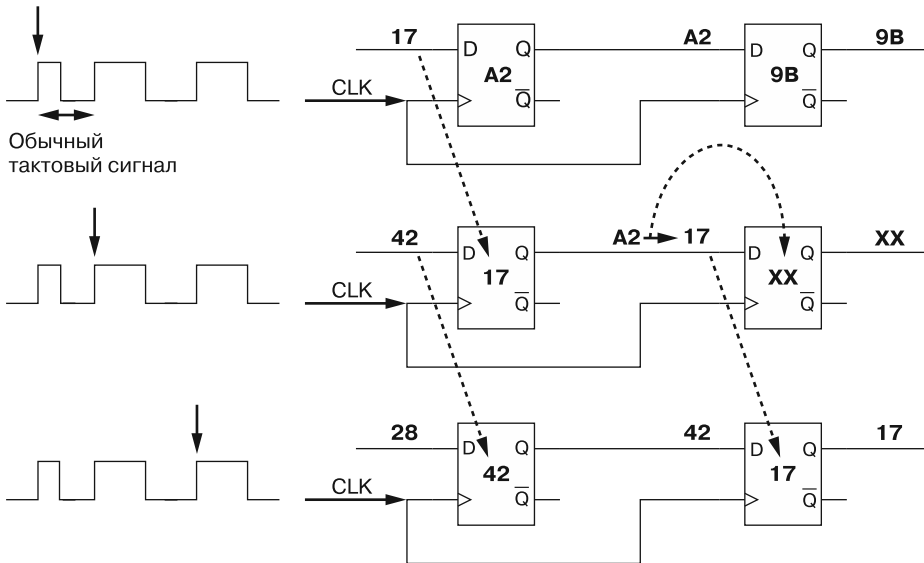 17 A2 9B
D Q D Q
A2 9B
CLK
Q Q
Обычный
тактовый сигнал
42 A2 17 XX
D Q D Q
17 XX
CLK
Q Q
28 42 17
D Q D Q
42 17
CLK
Q Q